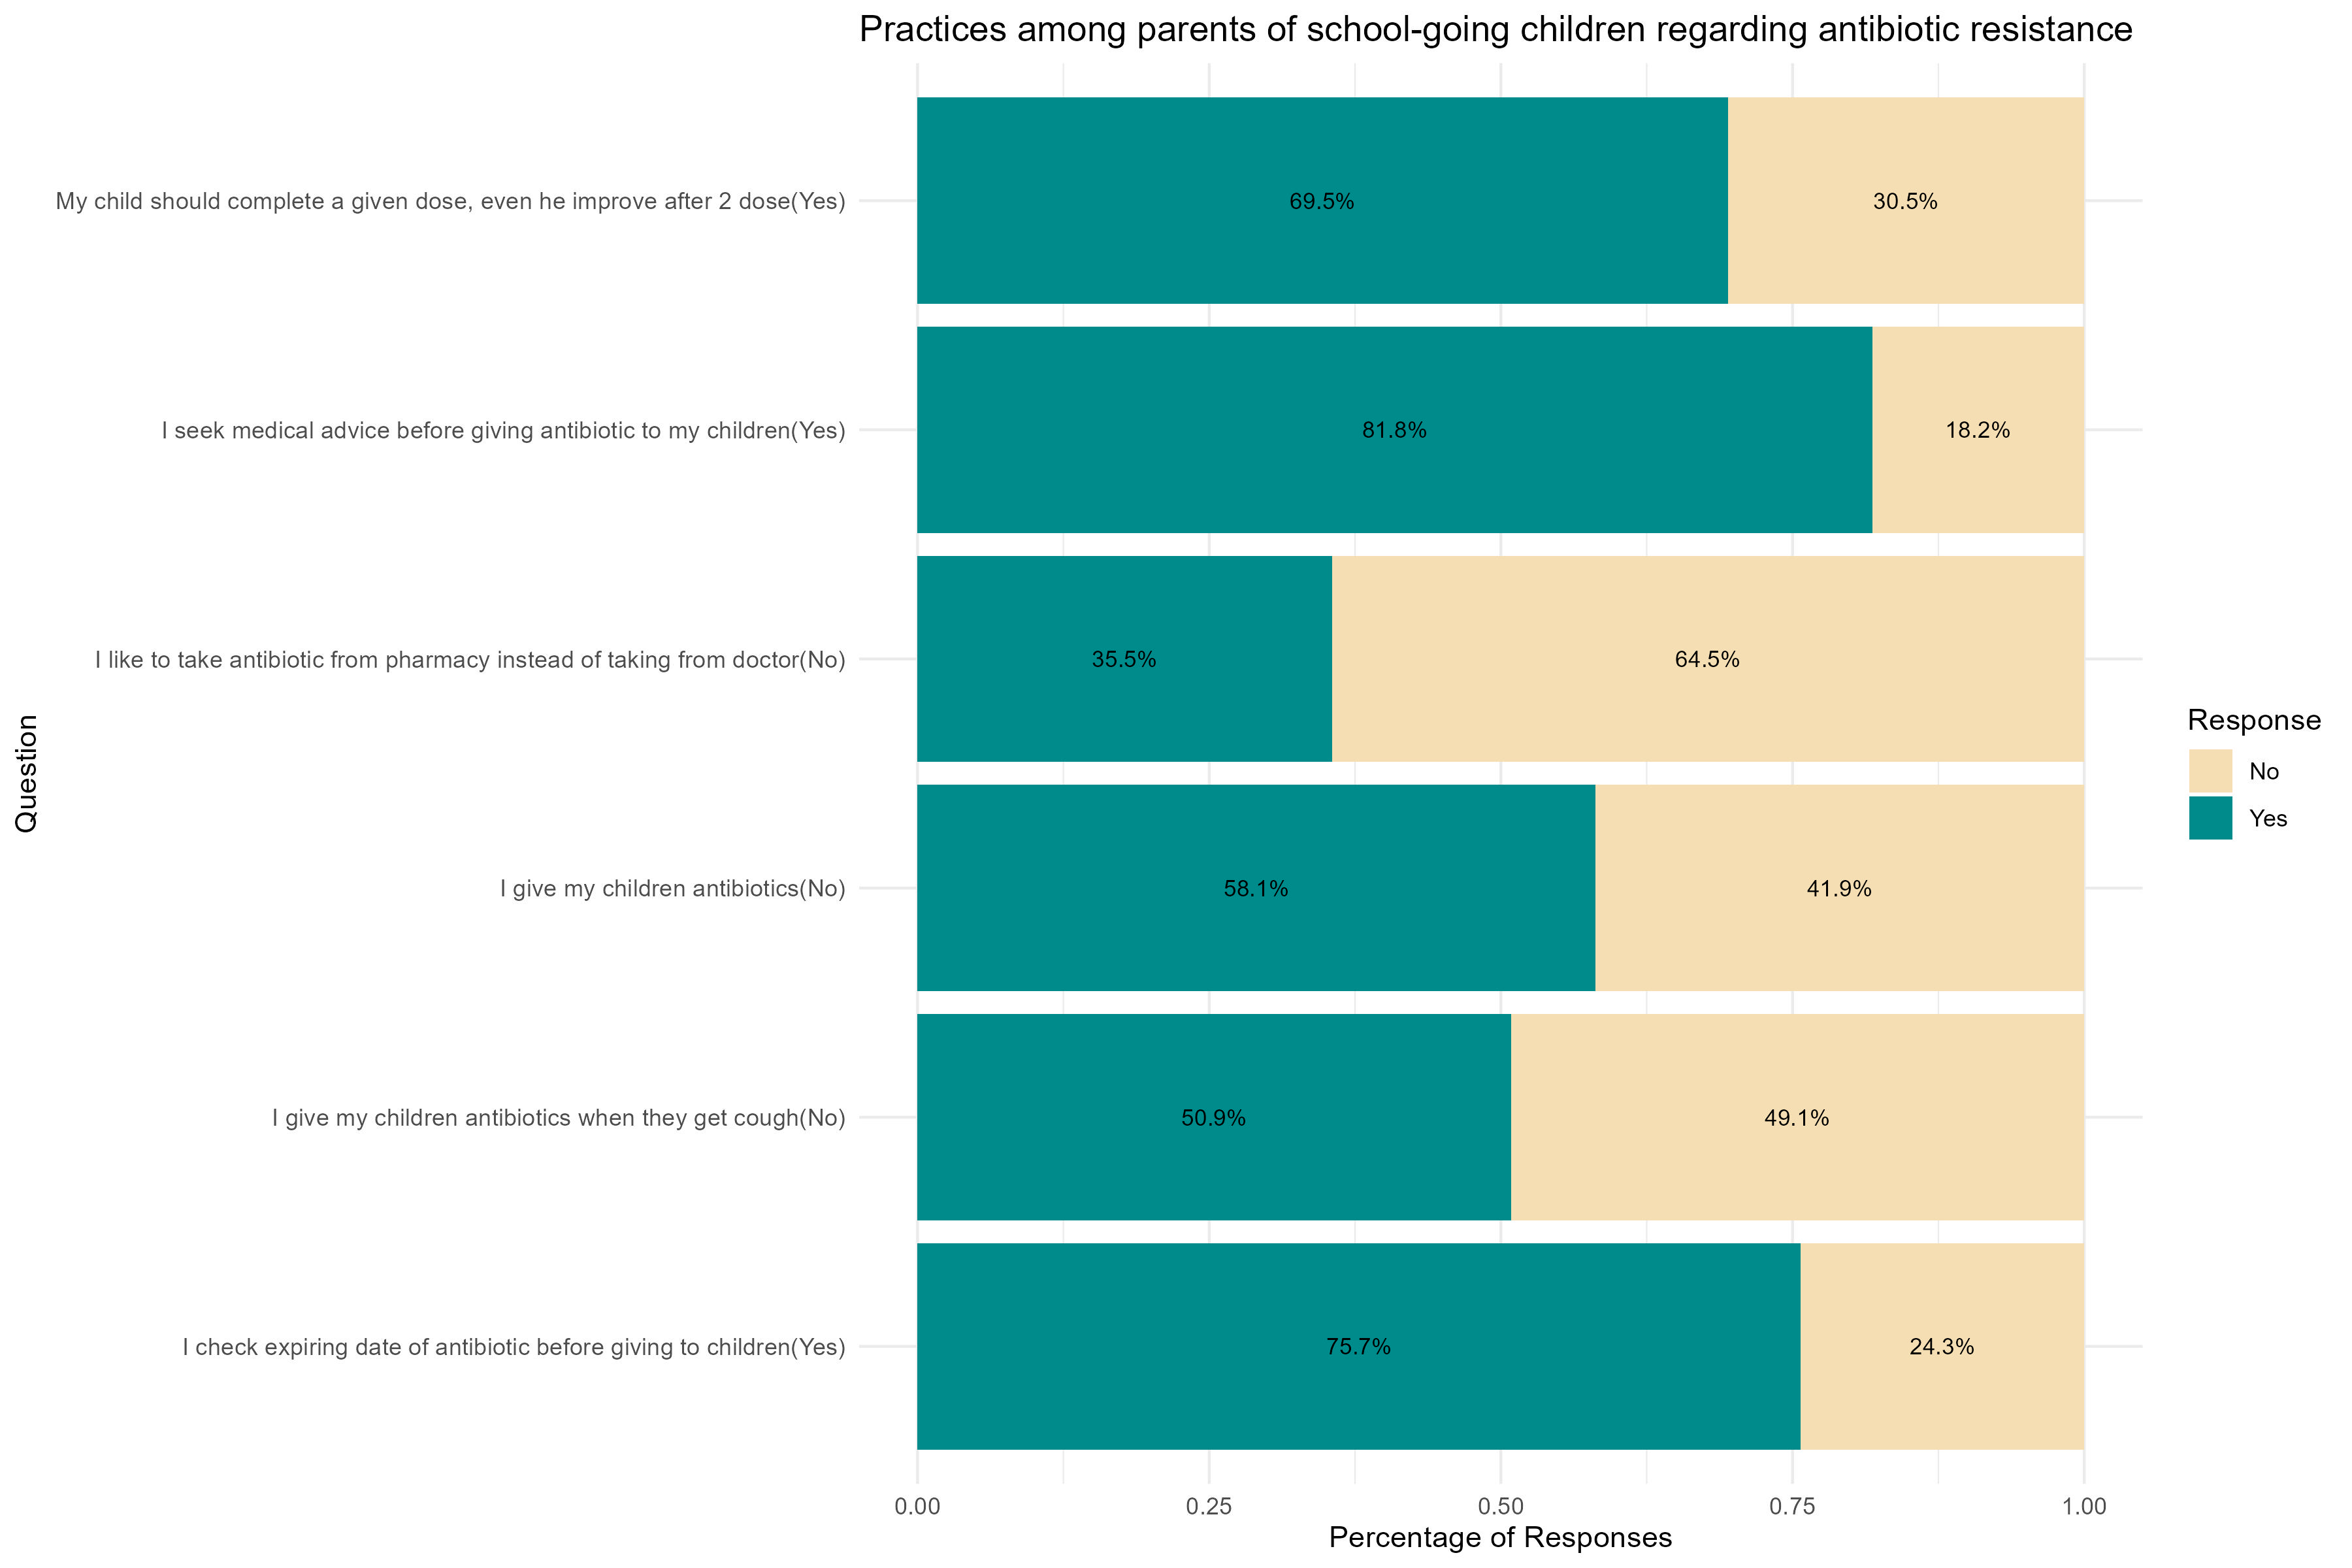 Practices among parents of school-going children regarding antibiotic resistance
My child should complete a given dose, even he improve after 2 dose(Yes)
69.5%
30.5%
I seek medical advice before giving antibiotic to my children(Yes)
81.8%
18.2%
I like to take antibiotic from pharmacy instead of taking from doctor(No)
35.5%
64.5%
I give my children antibiotics(No)
58.1%
41.9%
I give my children antibiotics when they get cough(No)
50.9%
49.1%
I check expiring date of antibiotic before giving to children(Yes)
75.7%
24.3%
Question
0.00
0.25
0.50
0.75
1.00
Percentage of Responses
Response
No
Yes